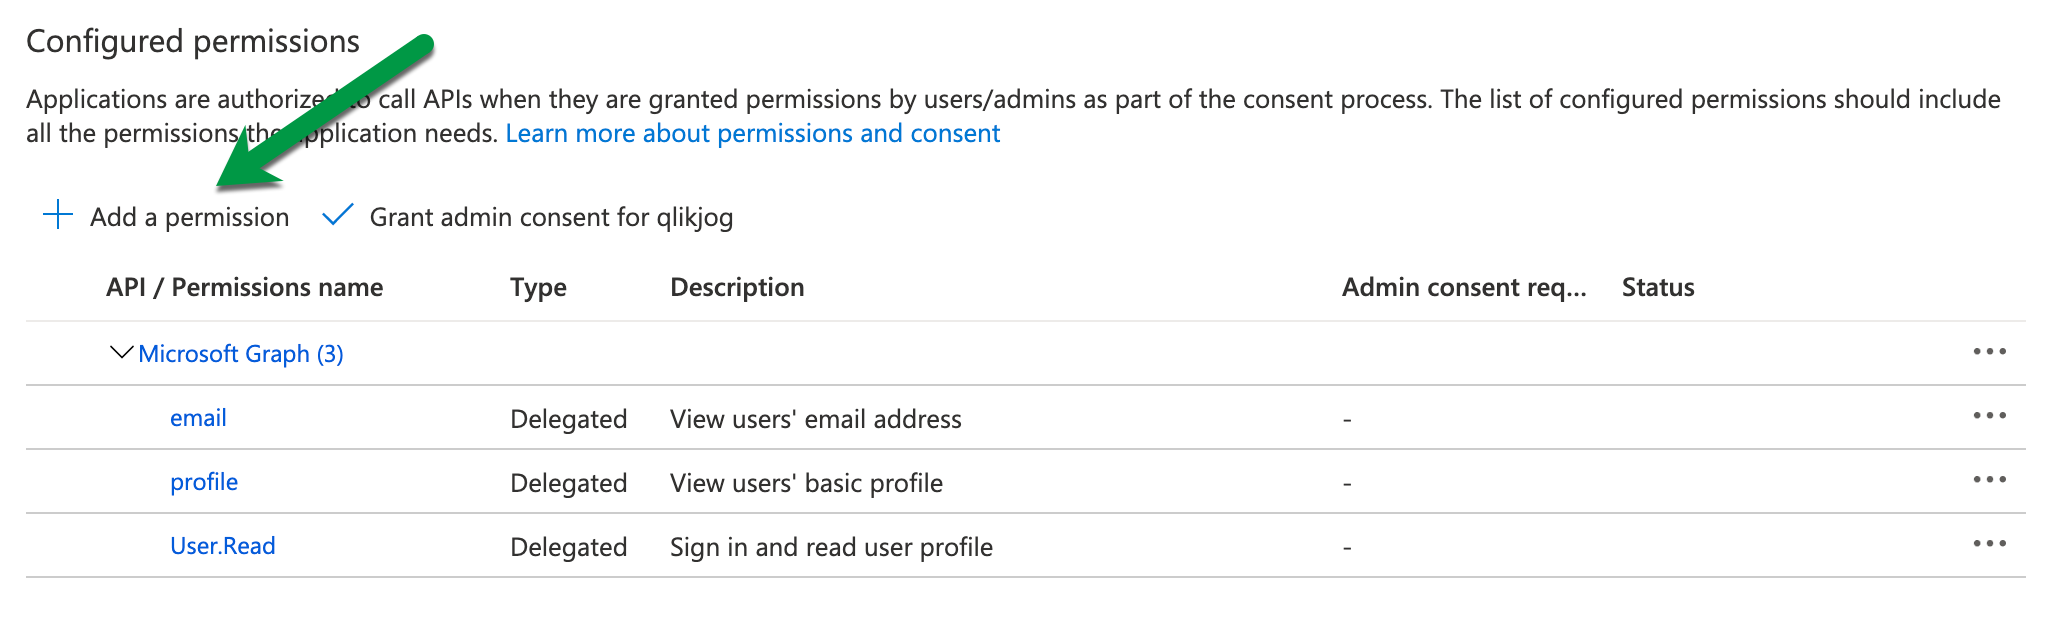 Configured permissions
Applications are authorized to call APIs when they are granted permissions by users/admins as part of the consent process. The list of configured permissions should include
all the permissions the application needs. Learn more about permissions and consent
Add a permission Grant admin consent for qlikjog
API / Permissions name Type Description Admin consent req... Status
Microsoft Graph (3)
email Delegated View users' email address -
profile Delegated View users' basic profile -
User.Read Delegated Sign in and read user profile -